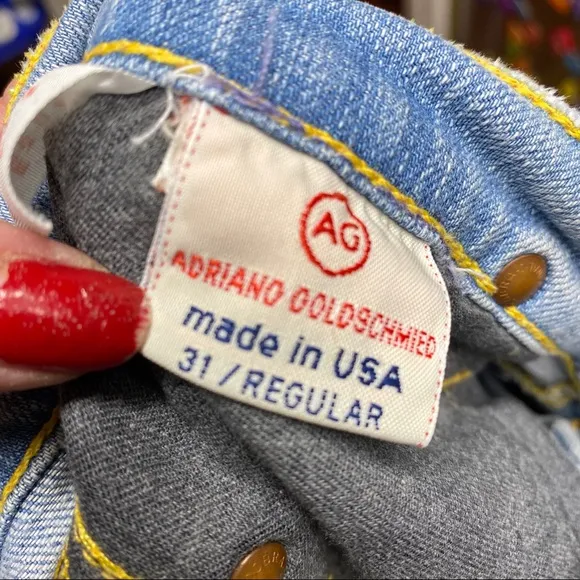 AG
ADRIANO GOLDSCHMIED
made in USA
31 / REGULAR